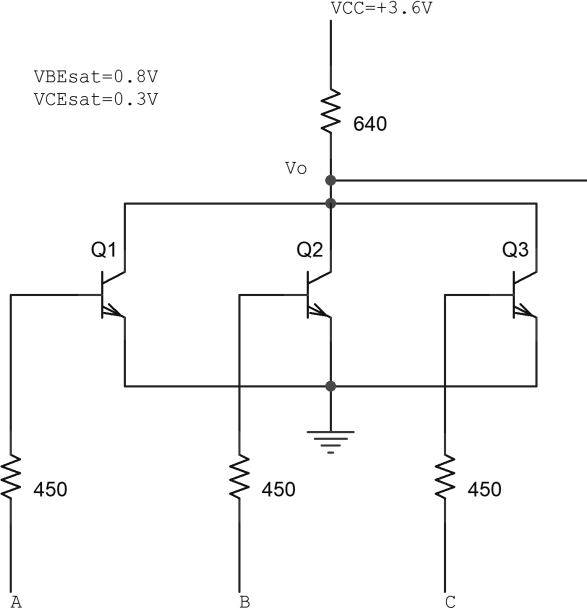 VCC=+3.6V
VBEsat=0.8V
VCEsat=0.3V
640
Vo
Q1 Q2 Q3
450 450 450
A B C